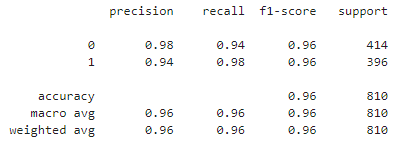 precision recall f1-score support
0 0.98 0.94 0.96 414
1 0.94 0.98 0.96 396
accuracy 0.96 810
macro avg 0.96 0.96 0.96 810
weighted avg 0.96 0.96 0.96 810